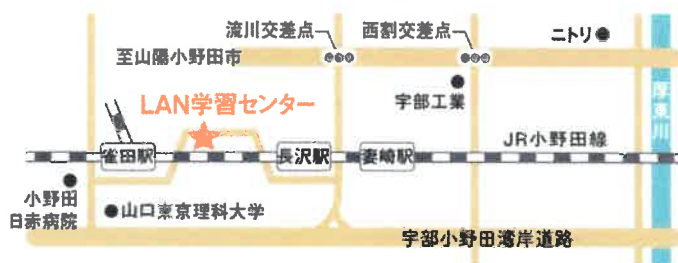 流川交差点
西割交差点
ニトリ
至山陽小野田市
宇部工業
厚東川
LAN学習センター
雀田駅
長沢駅
妻崎駅
JR小野田線
小野田
日赤病院
山口東京理科大学
宇部小野田湾岸道路